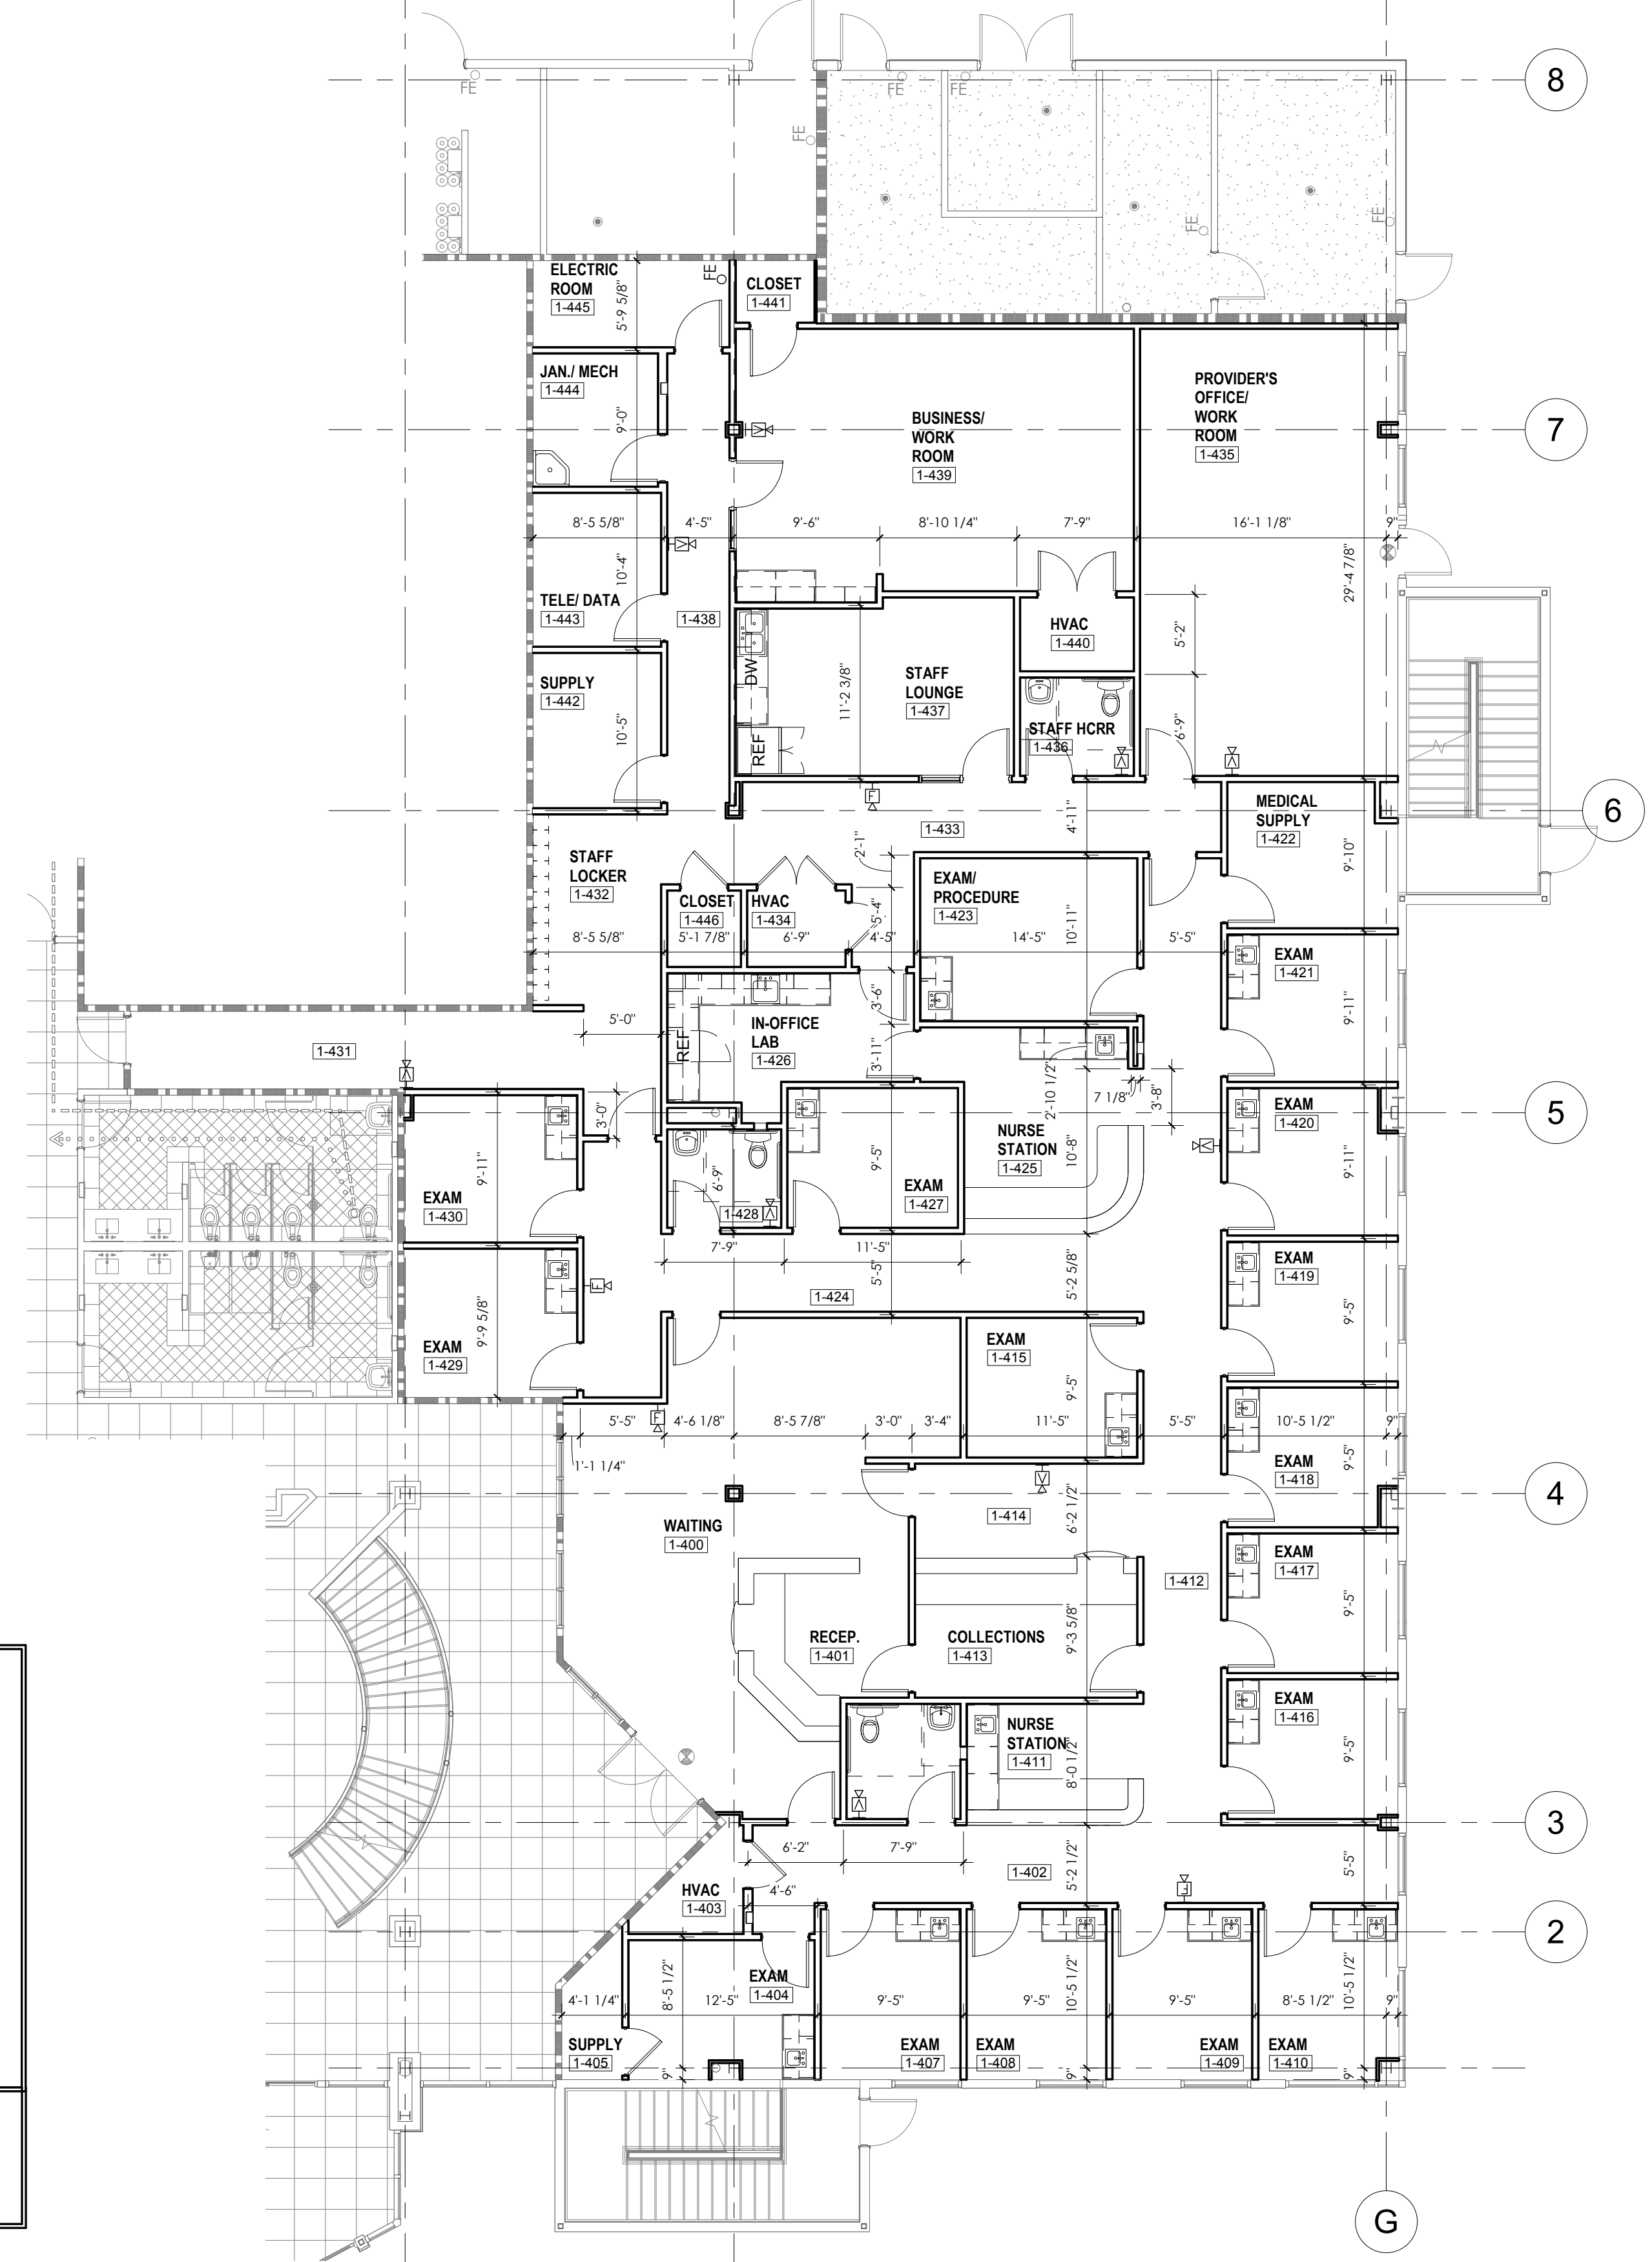 8
FE
FE
FE
FE
FE
FE
ELECTRIC
ROOM
1-445
5'-9 5/8"
FE
CLOSET
1-441
JAN./ MECH
1-444
9'-0"
BUSINESS/
WORK
ROOM
1-439
PROVIDER'S
OFFICE/
WORK
ROOM
1-435
7
V
8'-5 5/8"
4'-5"
9'-6"
8'-10 1/4"
7'-9"
16'-1 1/8"
9"
V
10'-4"
29'-4 7/8"
TELE/ DATA
1-443
1-438
HVAC
1-440
5'-2"
DW
SUPPLY
1-442
10'-5"
11'-2 3/8"
STAFF
LOUNGE
1-437
REF
STAFF HCRR
1-436
6'-9"
V
V
F
MEDICAL
SUPPLY
1-422
6
1-433
4'-11"
2'-1"
9'-10"
STAFF
LOCKER
1-432
CLOSET
1-446
HVAC
1-434
EXAM/
PROCEDURE
1-423
5'-4"
10'-11"
8'-5 5/8"
5'-1 7/8"
6'-9"
4'-5"
14'-5"
5'-5"
EXAM
1-421
9'-11"
5'-0"
3'-6"
IN-OFFICE
LAB
1-426
REF
3'-11"
1-431
V
2'-10 1/2"
7 1/8"
3'-8"
3'-0"
EXAM
1-420
5
NURSE
STATION
1-425
10'-8"
V
9'-11"
9'-11"
EXAM
1-430
6'-9"
1-428
V
9'-5"
EXAM
1-427
7'-9"
11'-5"
5'-5"
5'-2 5/8"
EXAM
1-419
9'-5"
F
1-424
EXAM
1-429
9'-9 5/8"
EXAM
1-415
9'-5"
F
5'-5"
4'-6 1/8"
8'-5 7/8"
3'-0"
3'-4"
11'-5"
5'-5"
10'-5 1/2"
9"
1'-1 1/4"
EXAM
1-418
9'-5"
V
4
WAITING
1-400
1-414
6'-2 1/2"
EXAM
1-417
9'-5"
1-412
RECEP.
1-401
COLLECTIONS
1-413
9'-3 5/8"
EXAM
1-416
9'-5"
NURSE
STATION
1-411
8'-0 1/2"
V
3
6'-2"
7'-9"
1-402
5'-2 1/2"
5'-5"
F
HVAC
1-403
4'-6"
2
EXAM
1-404
8'-5 1/2"
10'-5 1/2"
10'-5 1/2"
4'-1 1/4"
12'-5"
9'-5"
9'-5"
9'-5"
8'-5 1/2"
9"
SUPPLY
1-405
EXAM
1-407
EXAM
1-408
EXAM
1-409
EXAM
1-410
9"
9"
9"
G